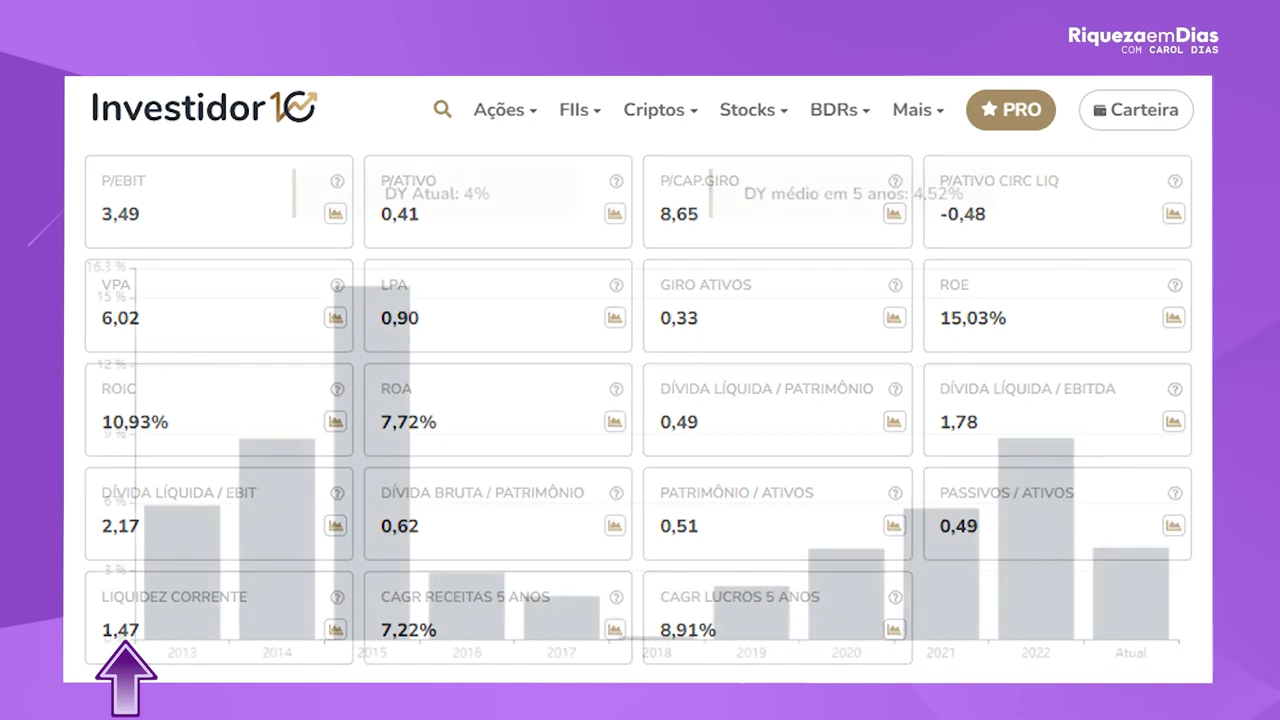 RiquezaemDias
COM CAROL DIAS
Investidor10
Ações FIIs Criptos Stocks BDRs Mais PRO Carteira
P/EBIT
3,49
P/ATIVO
0,41
P/CAP.GIRO
8,65
P/ATIVO CIRC LIQ
-0,48
DY Atual: 4%
DY médio em 5 anos: 4,52%
VPA
6,02
LPA
0,90
GIRO ATIVOS
0,33
ROE
15,03%
ROIC
10,93%
ROA
7,72%
DÍVIDA LÍQUIDA / PATRIMÔNIO
0,49
DÍVIDA LÍQUIDA / EBITDA
1,78
DÍVIDA LÍQUIDA / EBIT
2,17
DÍVIDA BRUTA / PATRIMÔNIO
0,62
PATRIMÔNIO / ATIVOS
0,51
PASSIVOS / ATIVOS
0,49
LIQUIDEZ CORRENTE
1,47
CAGR RECEITAS 5 ANOS
7,22%
CAGR LUCROS 5 ANOS
8,91%
16.3 %
15 %
12 %
9 %
6 %
3 %
2013 2014 2015 2016 2017 2018 2019 2020 2021 2022 Atual